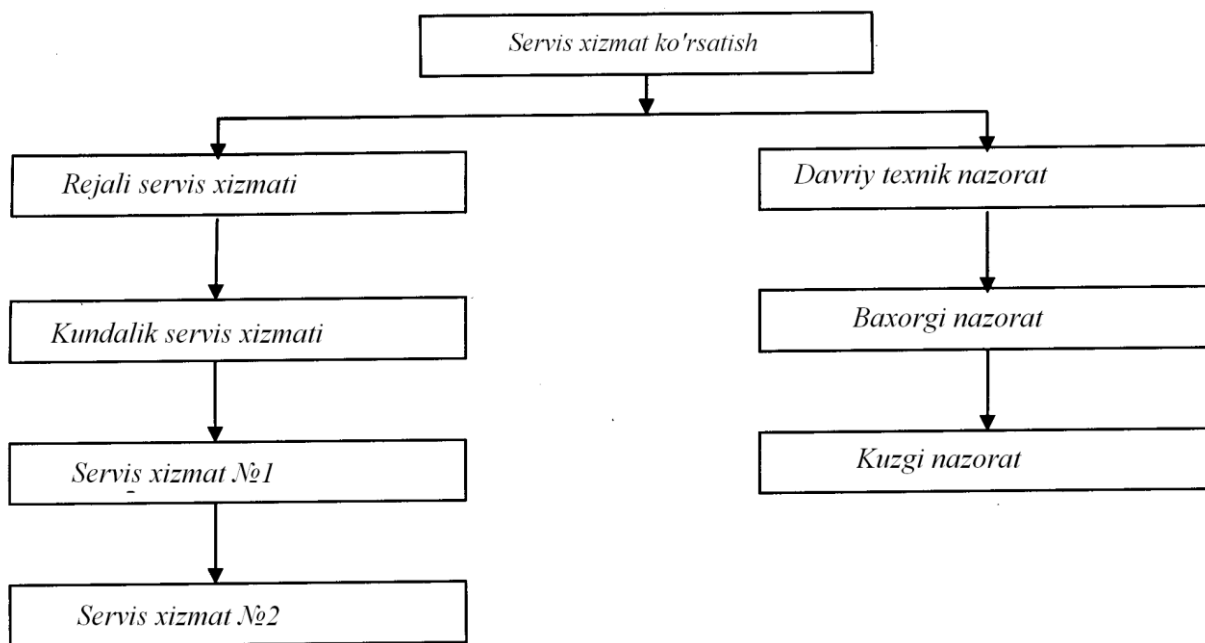 Servis xizmat ko'rsatish
Rejali servis xizmati
Davriy texnik nazorat
Kundalik servis xizmati
Baxorgi nazorat
Servis xizmat №1
Kuzgi nazorat
Servis xizmat №2